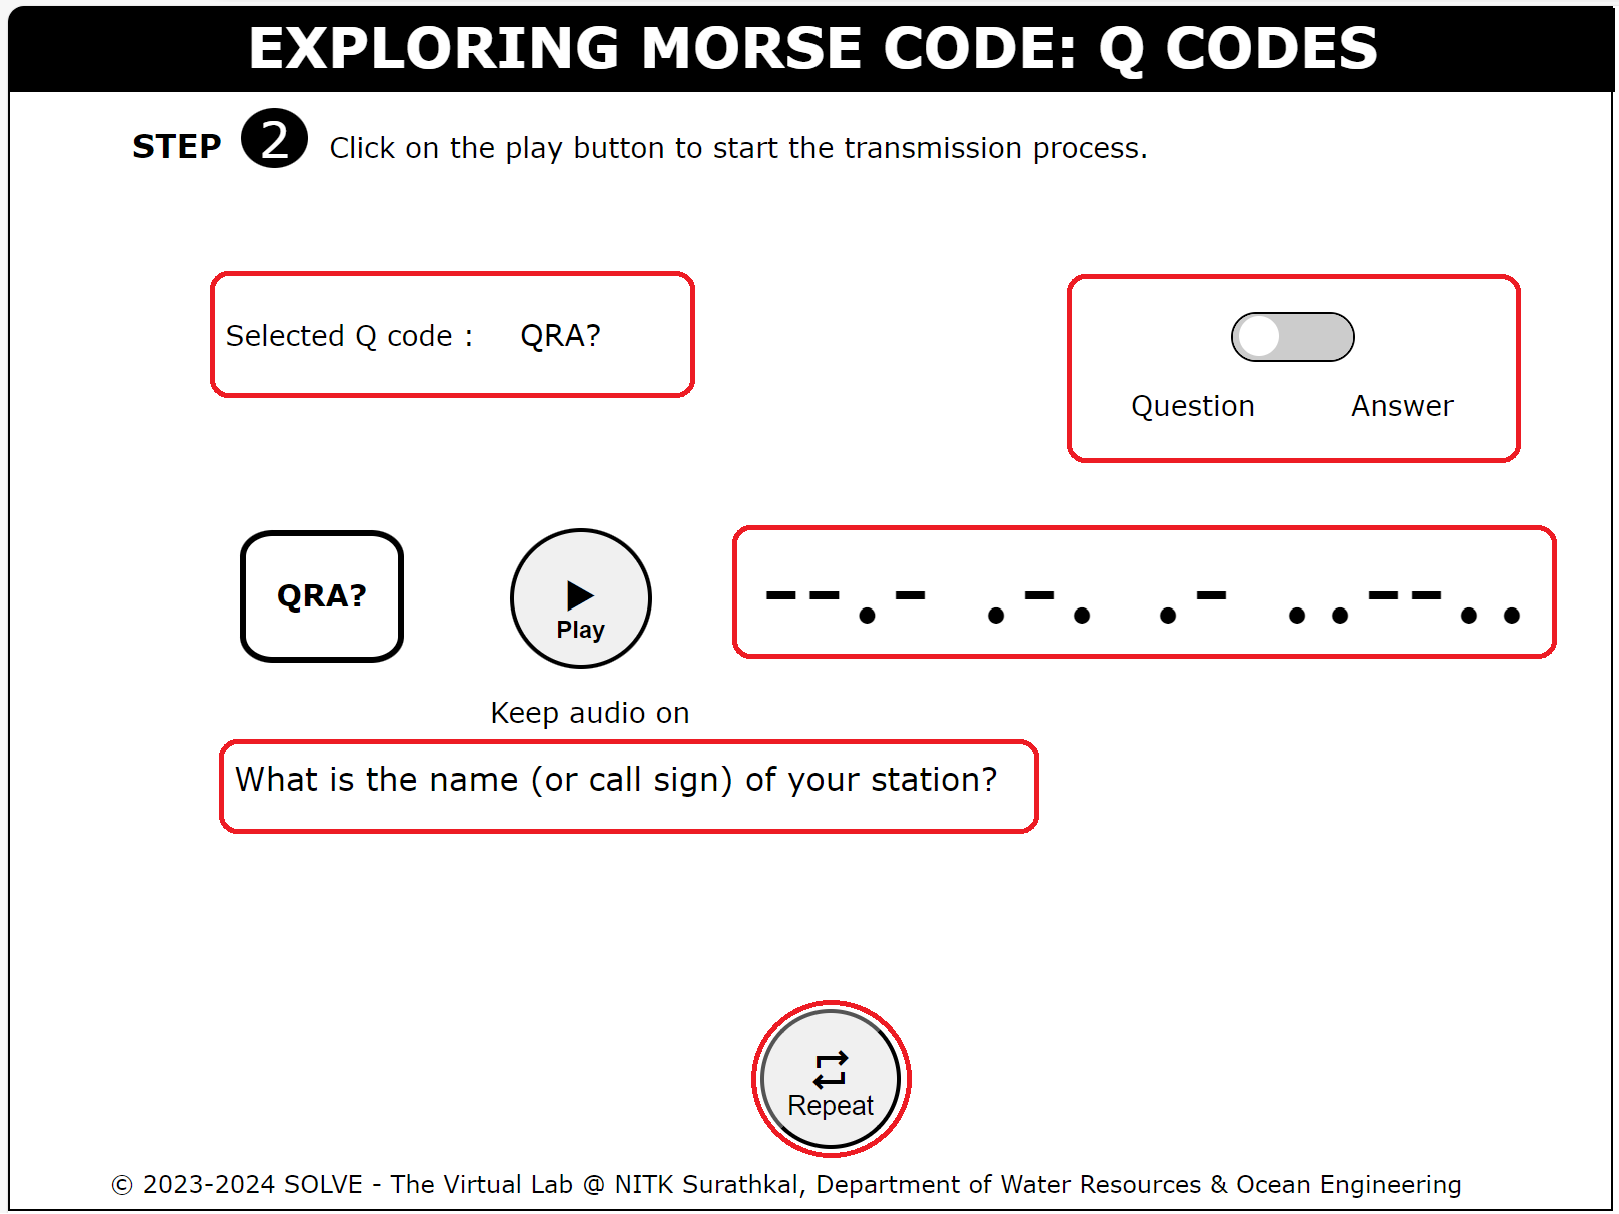 EXPLORING MORSE CODE: Q CODES
STEP 2 Click on the play button to start the transmission process.
Selected Q code : QRA?
Question Answer
QRA?
Play
--.- .-. .- ..--..
Keep audio on
What is the name (or call sign) of your station?
Repeat
© 2023-2024 SOLVE - The Virtual Lab @ NITK Surathkal, Department of Water Resources & Ocean Engineering